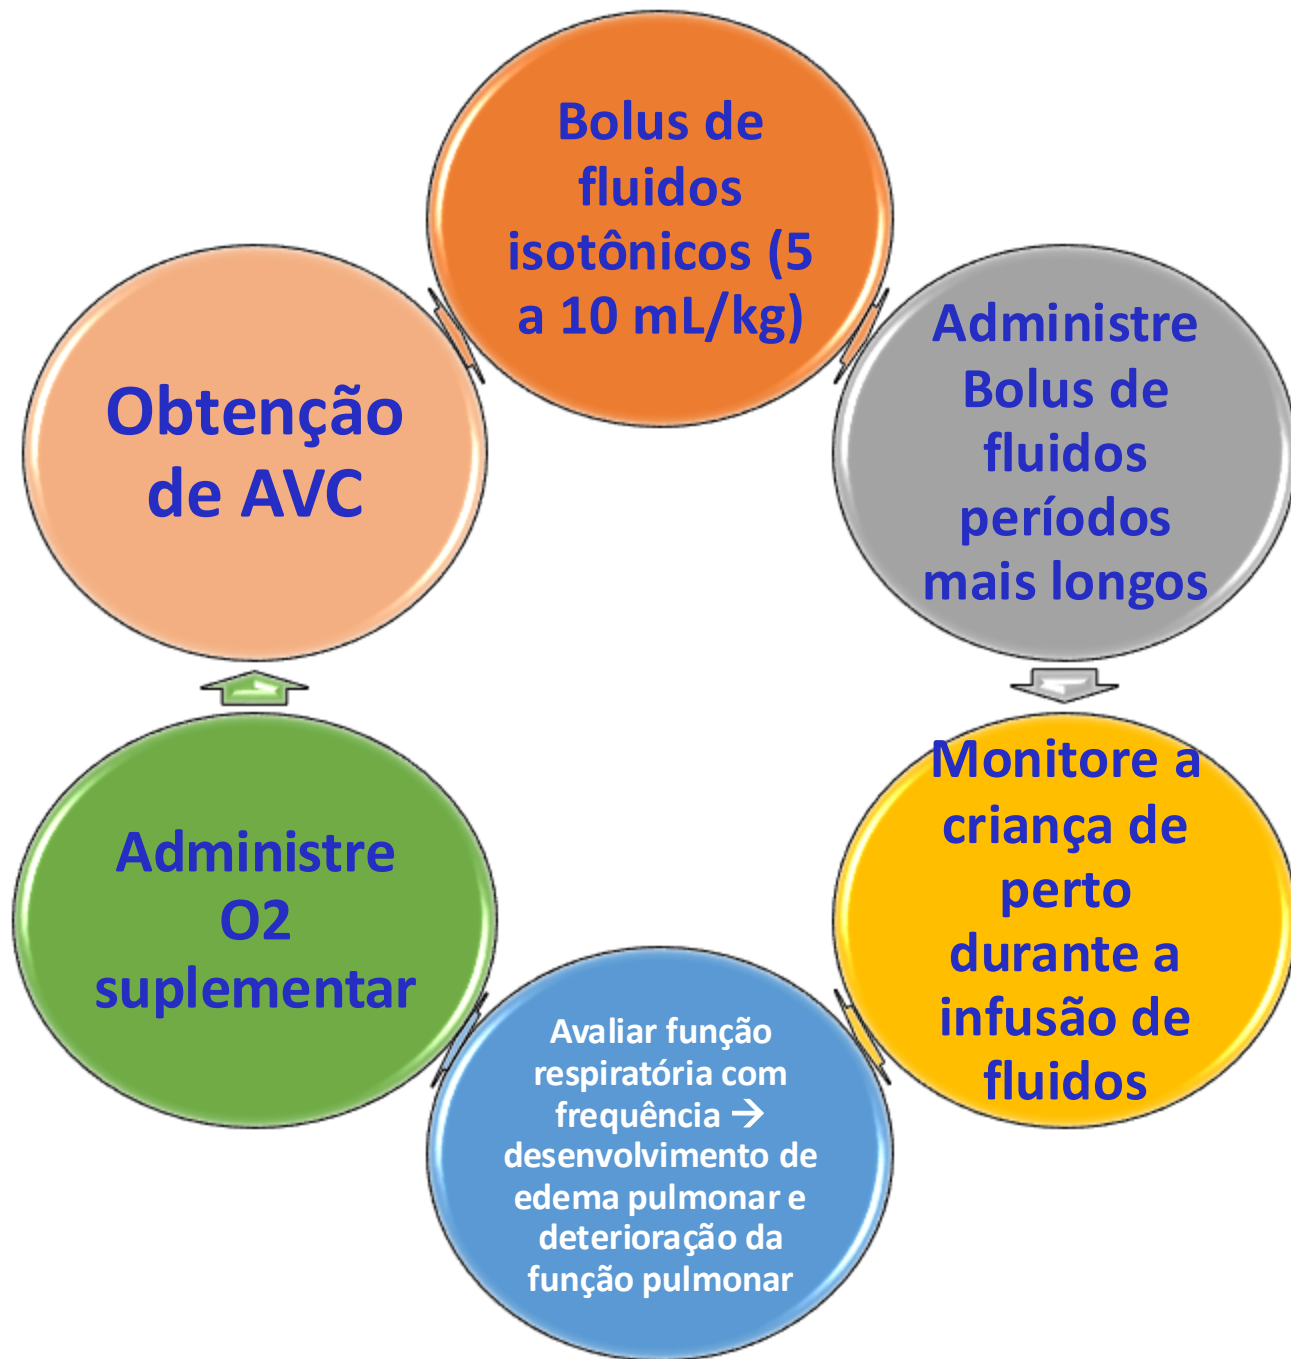 Bolus de
fluidos
isotônicos (5
a 10 mL/kg)
Administre
Bolus de
fluidos
períodos
mais longos
Monitore a
criança de
perto
durante a
infusão de
fluidos
Avaliar função
respiratória com
frequência →
desenvolvimento de
edema pulmonar e
deterioração da
função pulmonar
Administre
O2
suplementar
Obtenção
de AVC